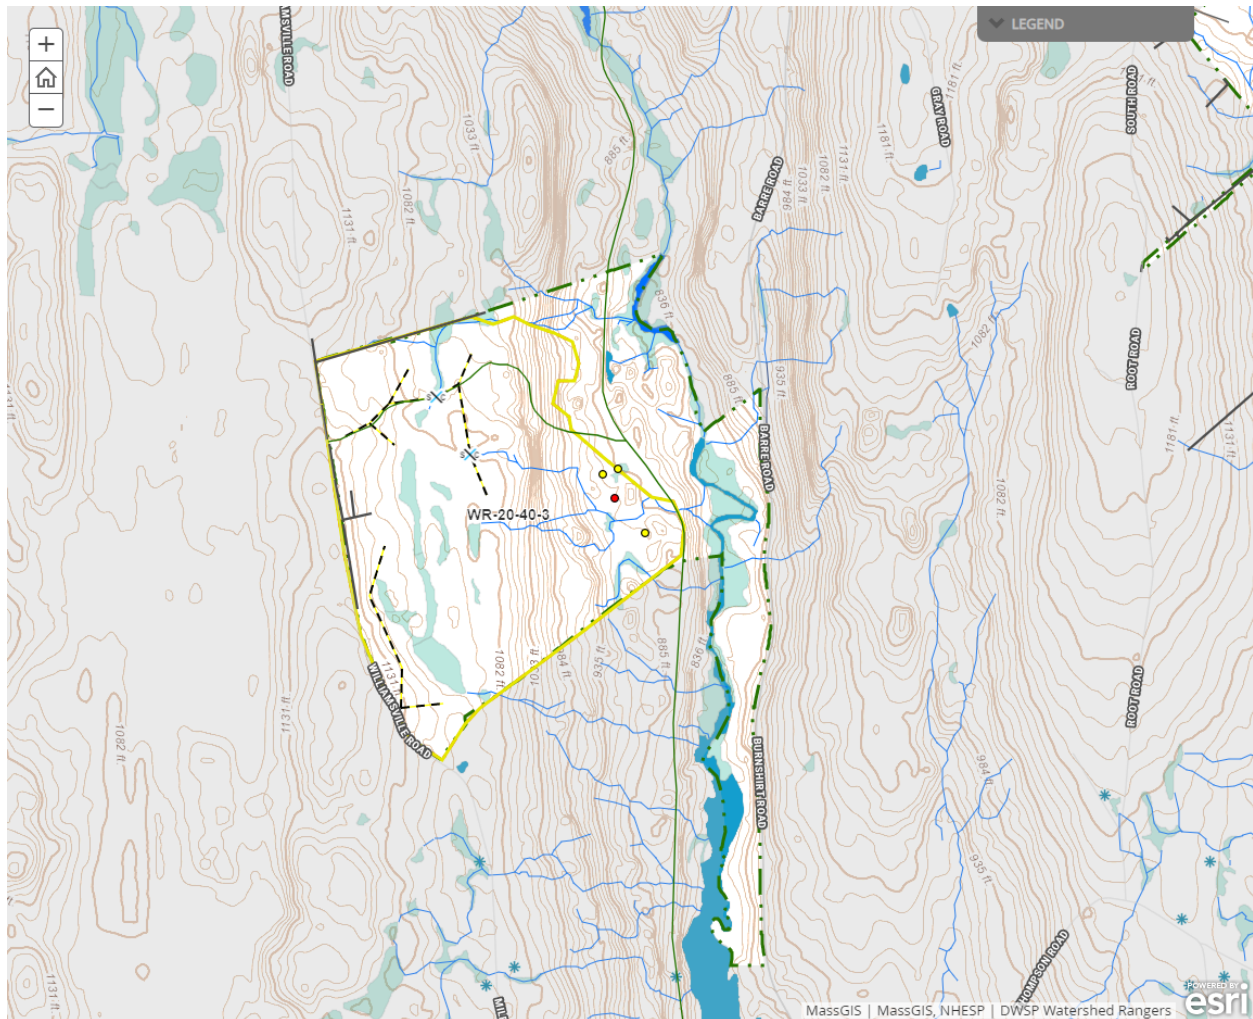 +
−
LEGEND
AMSVILLE ROAD
1033 ft
885 ft
GRAY ROAD
1181 ft
SOUTH ROAD
1181 ft
1131 ft
1082 ft
1033 ft
984 ft
BARRE ROAD
1082 ft
1131 ft
836 ft
1082 ft
ROOT ROAD
885 ft
935 ft
1131 ft
1181 ft
1131 ft
BARRE ROAD
S C
WR-20-40-3
1082 ft
1131 ft
WILLIAMSVILLE ROAD
1082 ft
984 ft
935 ft
885 ft
836 ft
1131 ft
1082 ft
ROOT ROAD
BURNSHIRT ROAD
984 ft
935 ft
THOMPSON ROAD
1131 ft
MassGIS | MassGIS, NHESP | DWSP Watershed Rangers
POWERED BY
esri